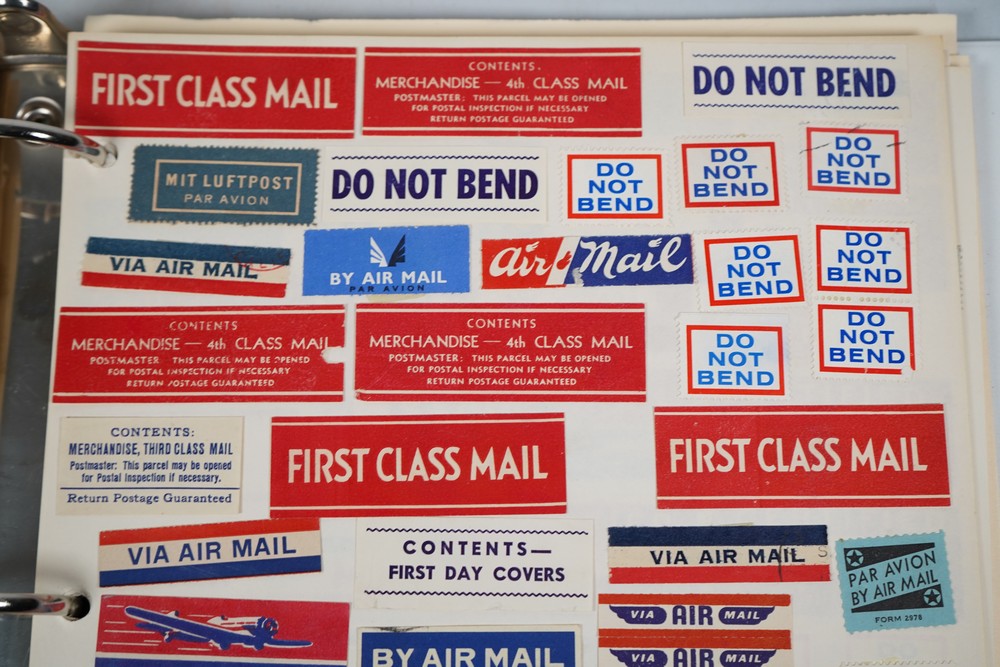 FIRST CLASS MAIL
CONTENTS.
MERCHANDISE — 4th CLASS MAIL
POSTMASTER: THIS PARCEL MAY BE OPENED
FOR POSTAL INSPECTION IF NECESSARY
RETURN POSTAGE GUARANTEED
DO NOT BEND
MIT LUFTPOST
PAR AVION
DO NOT BEND
DO
NOT
BEND
DO
NOT
BEND
DO
NOT
BEND
VIA AIR MAIL
BY AIR MAIL
PAR AVION
Air Mail
DO
NOT
BEND
DO
NOT
BEND
CONTENTS
MERCHANDISE — 4th CLASS MAIL
POSTMASTER: THIS PARCEL MAY BE OPENED
FOR POSTAL INSPECTION IF NECESSARY
RETURN POSTAGE GUARANTEED
CONTENTS
MERCHANDISE — 4th CLASS MAIL
POSTMASTER: THIS PARCEL MAY BE OPENED
FOR POSTAL INSPECTION IF NECESSARY
RETURN POSTAGE GUARANTEED
DO
NOT
BEND
DO
NOT
BEND
CONTENTS:
MERCHANDISE, THIRD CLASS MAIL
Postmaster: This parcel may be opened
for Postal Inspection if necessary.
Return Postage Guaranteed
FIRST CLASS MAIL
FIRST CLASS MAIL
VIA AIR MAIL
CONTENTS—
FIRST DAY COVERS
VIA AIR MAIL
PAR AVION
BY AIR MAIL
FORM 2978
VIA AIR MAIL
BY AIR MAIL
VIA AIR MAIL